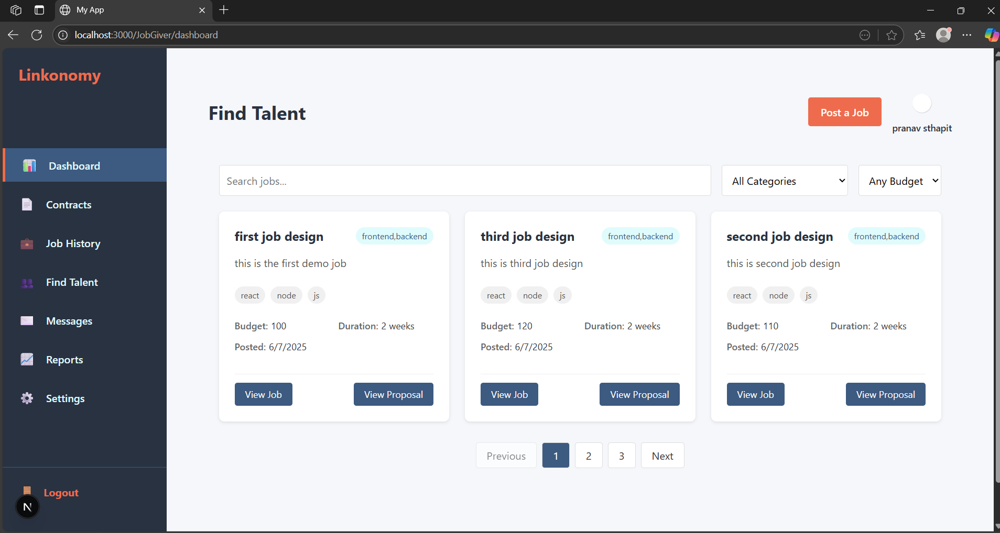 My App
localhost:3000/JobGiver/dashboard
Linkonomy
Dashboard
Contracts
Job History
Find Talent
Messages
Reports
Settings
Logout
N
Find Talent
Post a Job
pranav sthapit
Search jobs...
All Categories
Any Budget
first job design
frontend,backend
this is the first demo job
react node js
Budget: 100 Duration: 2 weeks
Posted: 6/7/2025
View Job View Proposal
third job design
frontend,backend
this is third job design
react node js
Budget: 120 Duration: 2 weeks
Posted: 6/7/2025
View Job View Proposal
second job design
frontend,backend
this is second job design
react node js
Budget: 110 Duration: 2 weeks
Posted: 6/7/2025
View Job View Proposal
Previous 1 2 3 Next